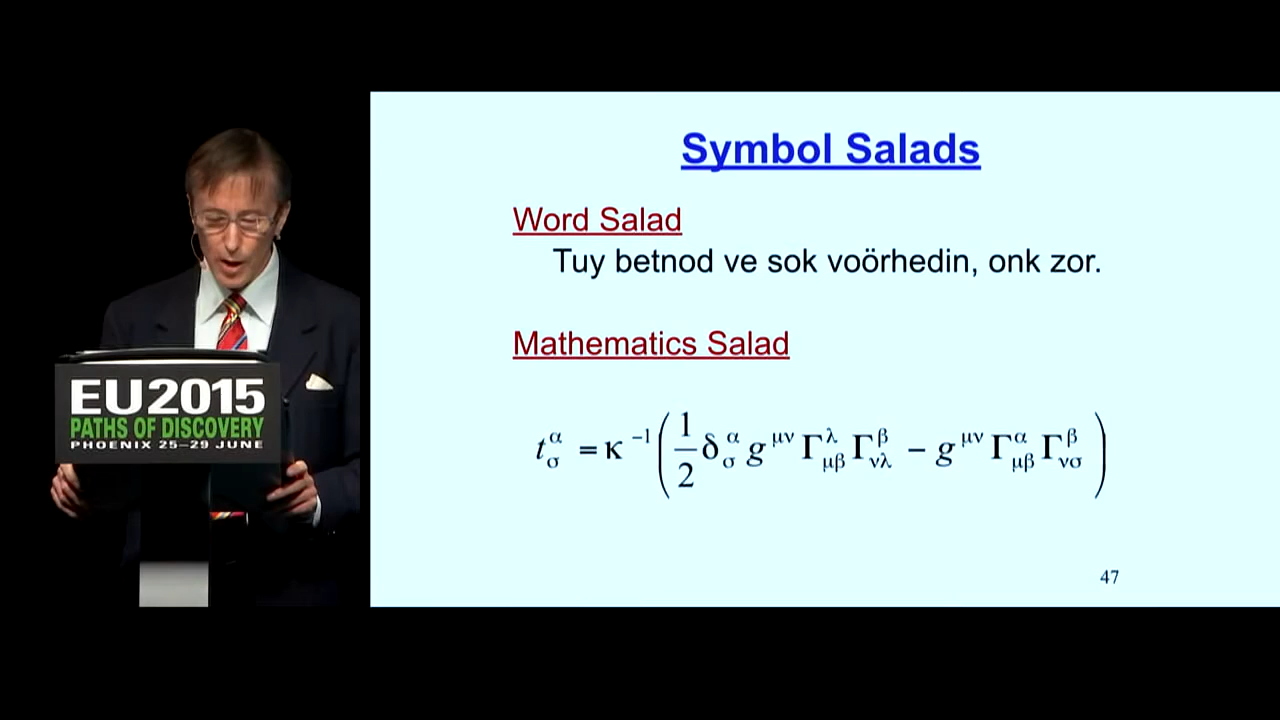 EU2015
PATHS OF DISCOVERY
PHOENIX 25–29 JUNE
Symbol Salads
Word Salad
Tuy betnod ve sok voörhedin, onk zor.
Mathematics Salad
t^α_σ = κ^−1 ( 1/2 δ^α_σ g^μν Γ^λ_μβ Γ^β_νλ − g^μν Γ^α_μβ Γ^β_νσ )
47